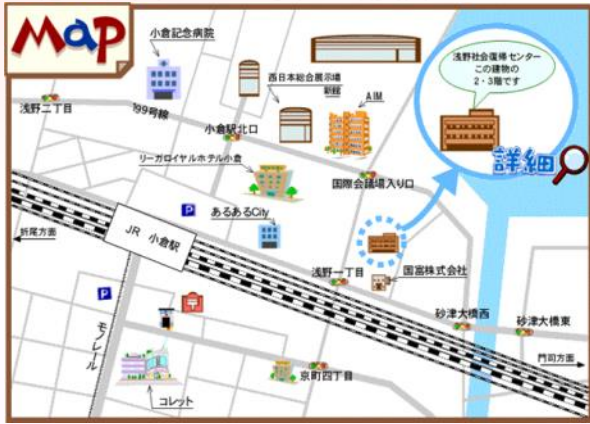 Map
小倉記念病院
西日本総合展示場
新館
AIM
浅野社会復帰センター
この建物の
2・3階です
詳細
浅野二丁目
199号線
小倉駅北口
リーガロイヤルホテル小倉
国際会議場入り口
P
あるあるCity
JR 小倉駅
折尾方面
浅野一丁目
国富株式会社
P
〒
砂津大橋西
砂津大橋東
モノレール
京町四丁目
門司方面
コレット